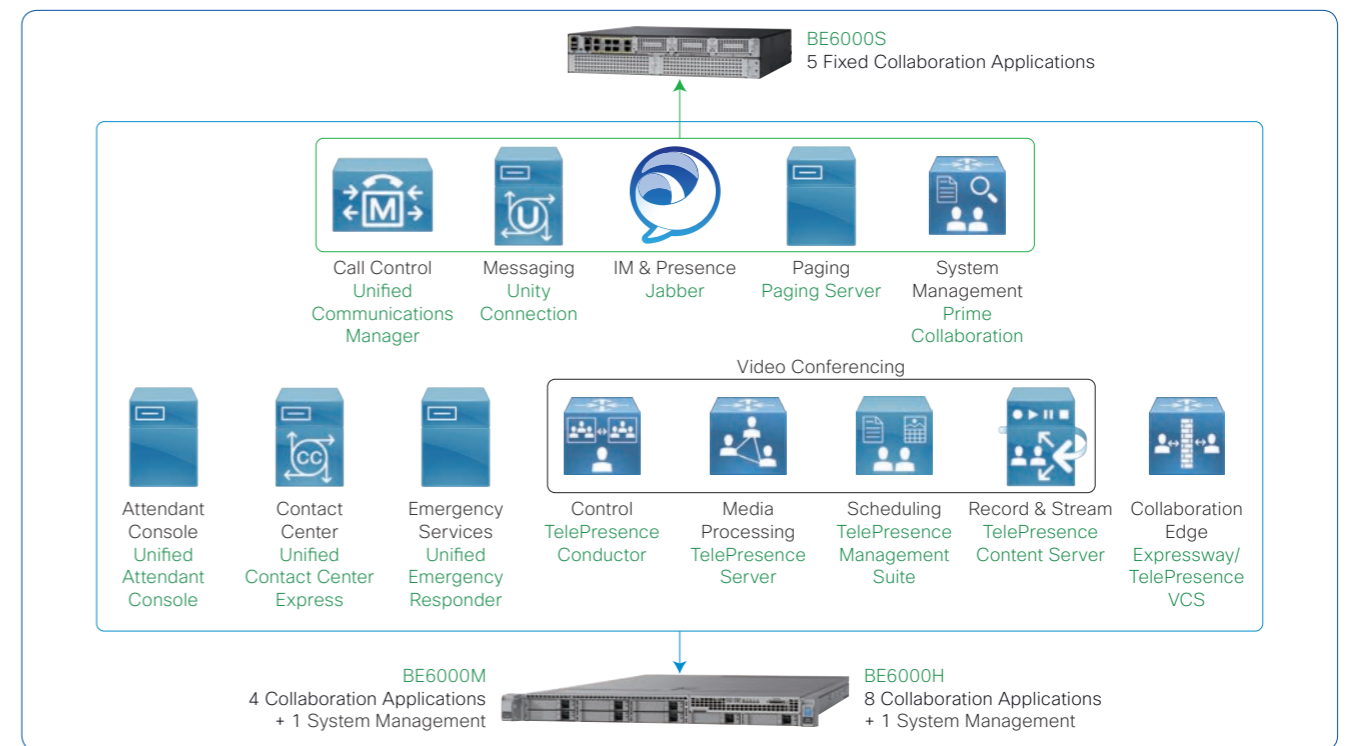 BE6000S
5 Fixed Collaboration Applications
M
U
Call Control
Unified
Communications
Manager
Messaging
Unity
Connection
IM & Presence
Jabber
Paging
Paging Server
System
Management
Prime
Collaboration
Video Conferencing
CC
Attendant
Console
Unified
Attendant
Console
Contact
Center
Unified
Contact Center
Express
Emergency
Services
Unified
Emergency
Responder
Control
TelePresence
Conductor
Media
Processing
TelePresence
Server
Scheduling
TelePresence
Management
Suite
Record & Stream
TelePresence
Content Server
Collaboration
Edge
Expressway/
TelePresence
VCS
BE6000M
4 Collaboration Applications
+ 1 System Management
BE6000H
8 Collaboration Applications
+ 1 System Management